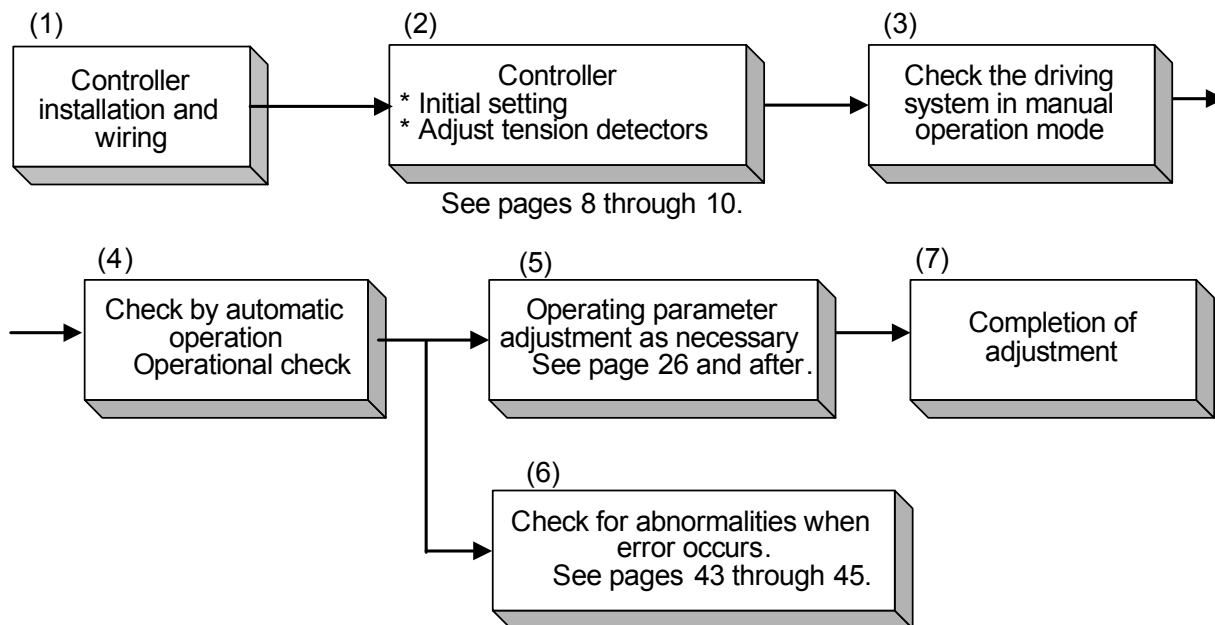 (1)
Controller
installation and
wiring
(2)
Controller
* Initial setting
* Adjust tension detectors
See pages 8 through 10.
(3)
Check the driving
system in manual
operation mode
(4)
Check by automatic
operation
Operational check
(5)
Operating parameter
adjustment as necessary
See page 26 and after.
(7)
Completion of
adjustment
(6)
Check for abnormalities when
error occurs.
See pages 43 through 45.